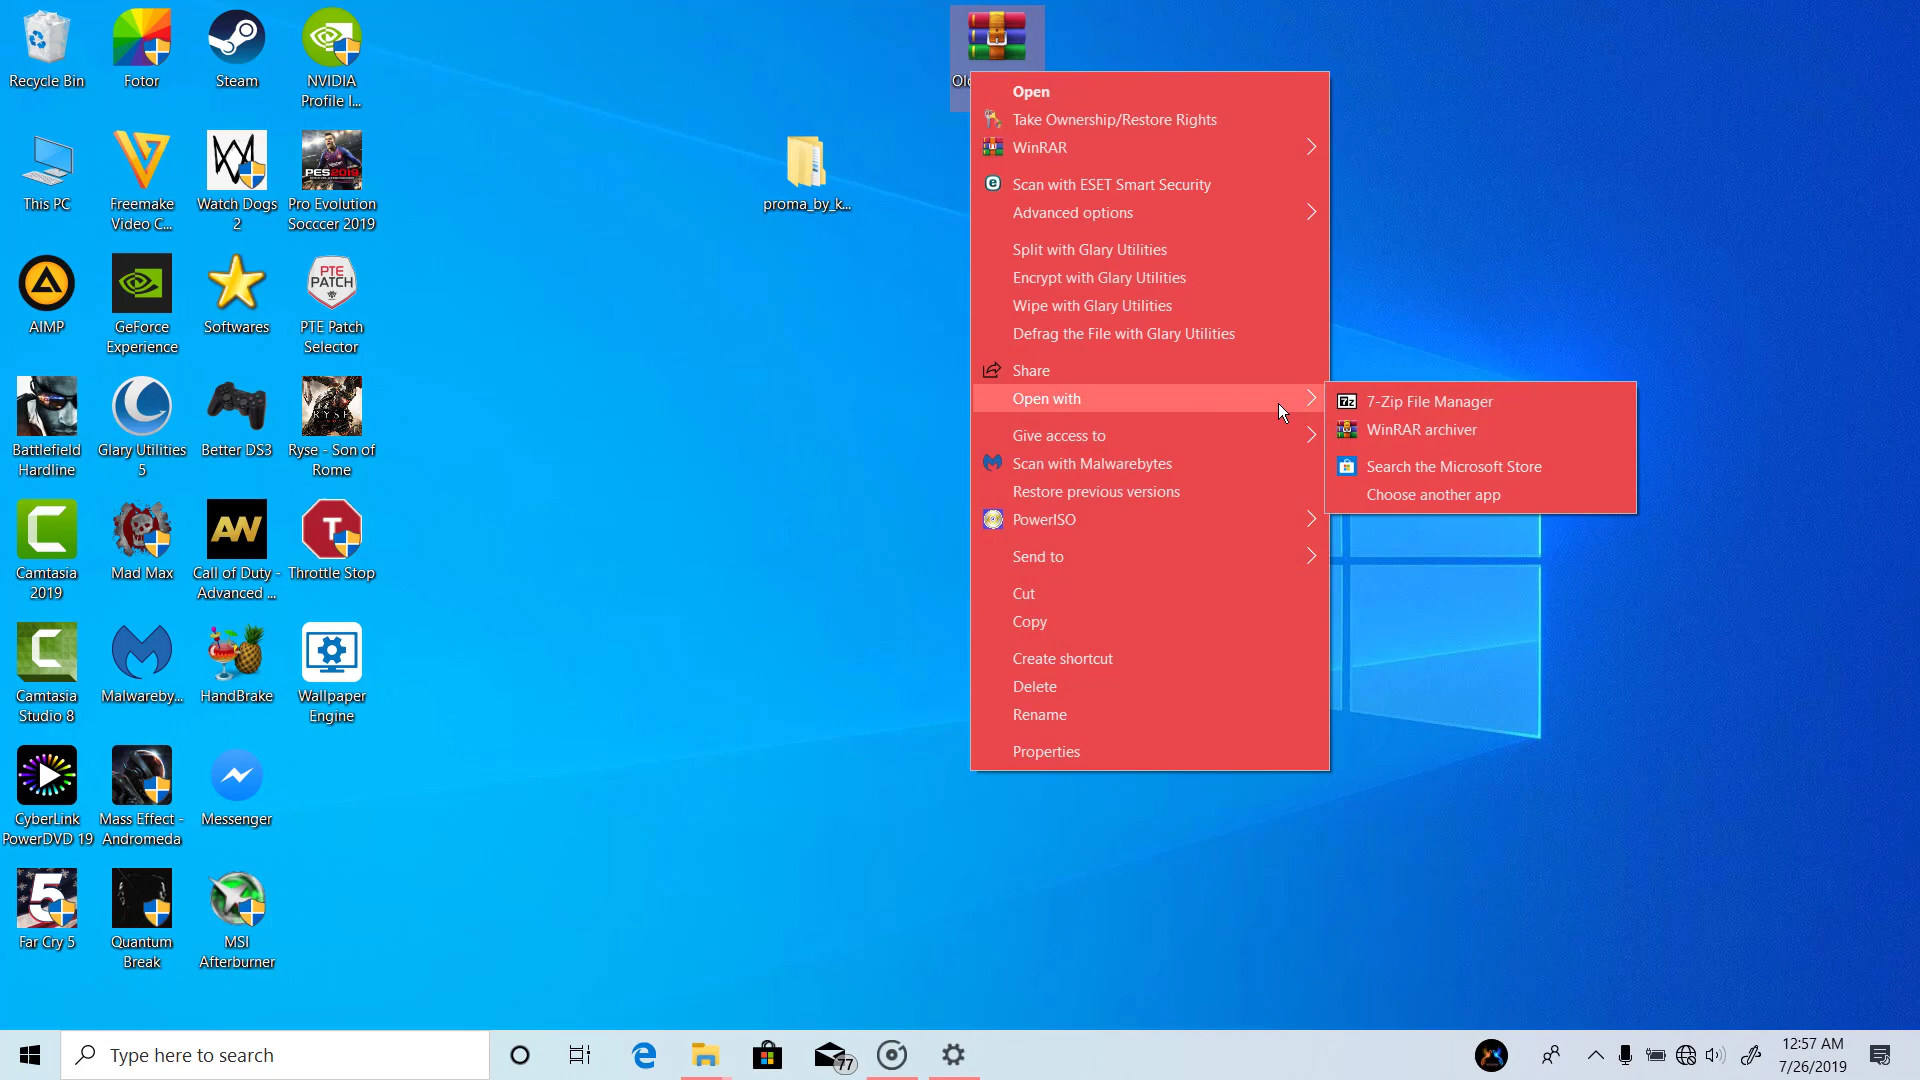 Recycle Bin
Fotor
Steam
NVIDIA
Profile I...
This PC
Freemake
Video C...
Watch Dogs
2
PES2019
Pro Evolution
Socccer 2019
AIMP
GeForce
Experience
Softwares
PTE
PATCH
PTE Patch
Selector
Battlefield
Hardline
Glary Utilities
5
Better DS3
RYSE
Ryse - Son of
Rome
Camtasia
2019
Mad Max
AW
Call of Duty -
Advanced ...
T
Throttle Stop
Camtasia
Studio 8
Malwareby...
HandBrake
Wallpaper
Engine
CyberLink
PowerDVD 19
Mass Effect -
Andromeda
Messenger
5
Far Cry 5
Quantum
Break
MSI
Afterburner
proma_by_k...
Open
Take Ownership/Restore Rights
WinRAR
Scan with ESET Smart Security
Advanced options
Split with Glary Utilities
Encrypt with Glary Utilities
Wipe with Glary Utilities
Defrag the File with Glary Utilities
Share
Open with
Give access to
Scan with Malwarebytes
Restore previous versions
PowerISO
Send to
Cut
Copy
Create shortcut
Delete
Rename
Properties
7z 7-Zip File Manager
WinRAR archiver
Search the Microsoft Store
Choose another app
Type here to search
77
12:57 AM
7/26/2019